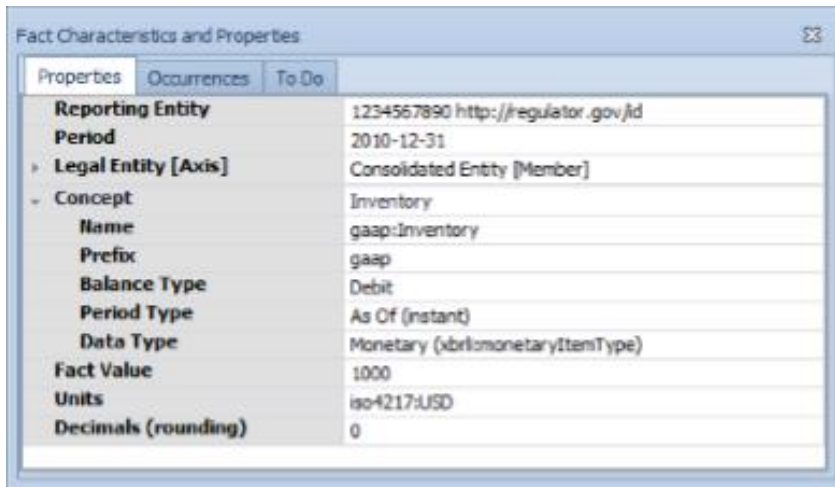 Fact Characteristics and Properties
Properties Occurrences To Do
Reporting Entity 1234567890 http://regulator.gov/id
Period 2010-12-31
Legal Entity [Axis] Consolidated Entity [Member]
Concept Inventory
Name gaap:Inventory
Prefix gaap
Balance Type Debit
Period Type As Of (instant)
Data Type Monetary (xbrli:monetaryItemType)
Fact Value 1000
Units iso4217:USD
Decimals (rounding) 0